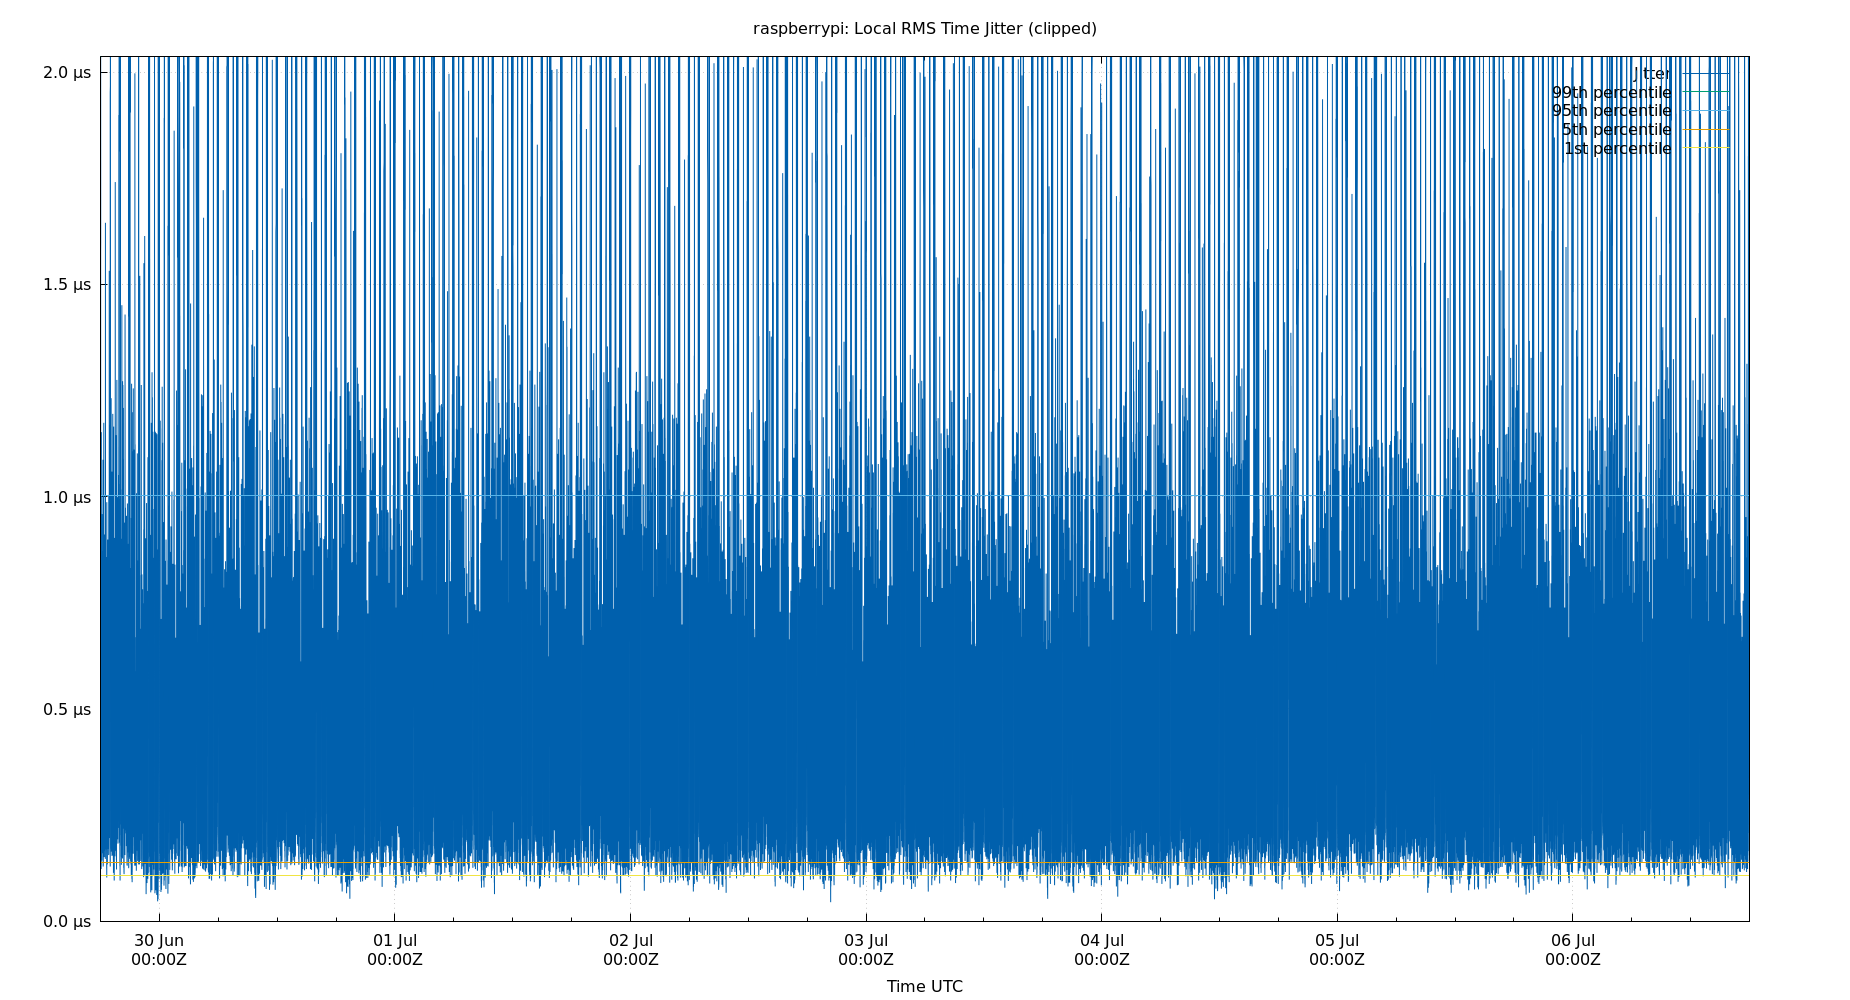 raspberrypi: Local RMS Time Jitter (clipped)
2.0 µs
Jitter
99th percentile
95th percentile
5th percentile
1st percentile
1.5 µs
1.0 µs
0.5 µs
0.0 µs
30 Jun 01 Jul 02 Jul 03 Jul 04 Jul 05 Jul 06 Jul
00:00Z 00:00Z 00:00Z 00:00Z 00:00Z 00:00Z 00:00Z
Time UTC